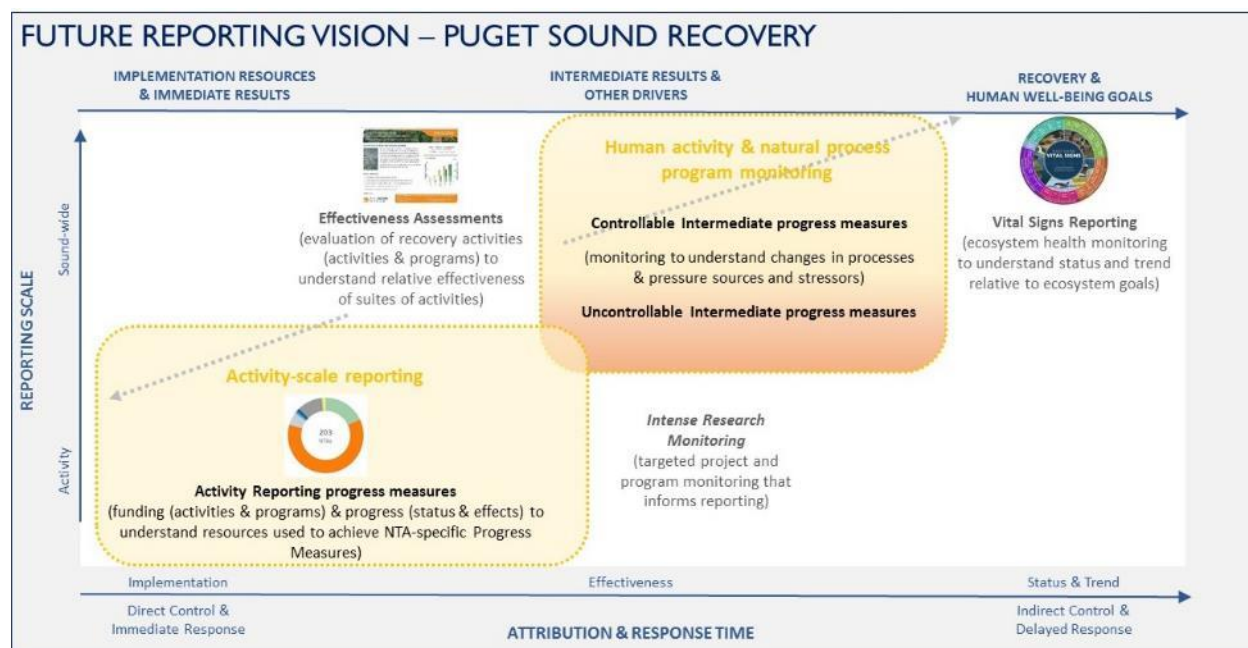 FUTURE REPORTING VISION – PUGET SOUND RECOVERY
IMPLEMENTATION RESOURCES
& IMMEDIATE RESULTS
INTERMEDIATE RESULTS &
OTHER DRIVERS
RECOVERY &
HUMAN WELL-BEING GOALS
REPORTING SCALE
Sound-wide
Activity
Effectiveness Assessments
(evaluation of recovery activities
(activities & programs) to
understand relative effectiveness
of suites of activities)
Human activity & natural process
program monitoring
Controllable Intermediate progress measures
(monitoring to understand changes in processes
& pressure sources and stressors)
Uncontrollable Intermediate progress measures
VITAL SIGNS
Vital Signs Reporting
(ecosystem health monitoring
to understand status and trend
relative to ecosystem goals)
Activity-scale reporting
203
Activity Reporting progress measures
(funding (activities & programs) & progress (status & effects) to
understand resources used to achieve NTA-specific Progress
Measures)
Intense Research
Monitoring
(targeted project and
program monitoring that
informs reporting)
Implementation
Effectiveness
Status & Trend
Direct Control &
Immediate Response
ATTRIBUTION & RESPONSE TIME
Indirect Control &
Delayed Response